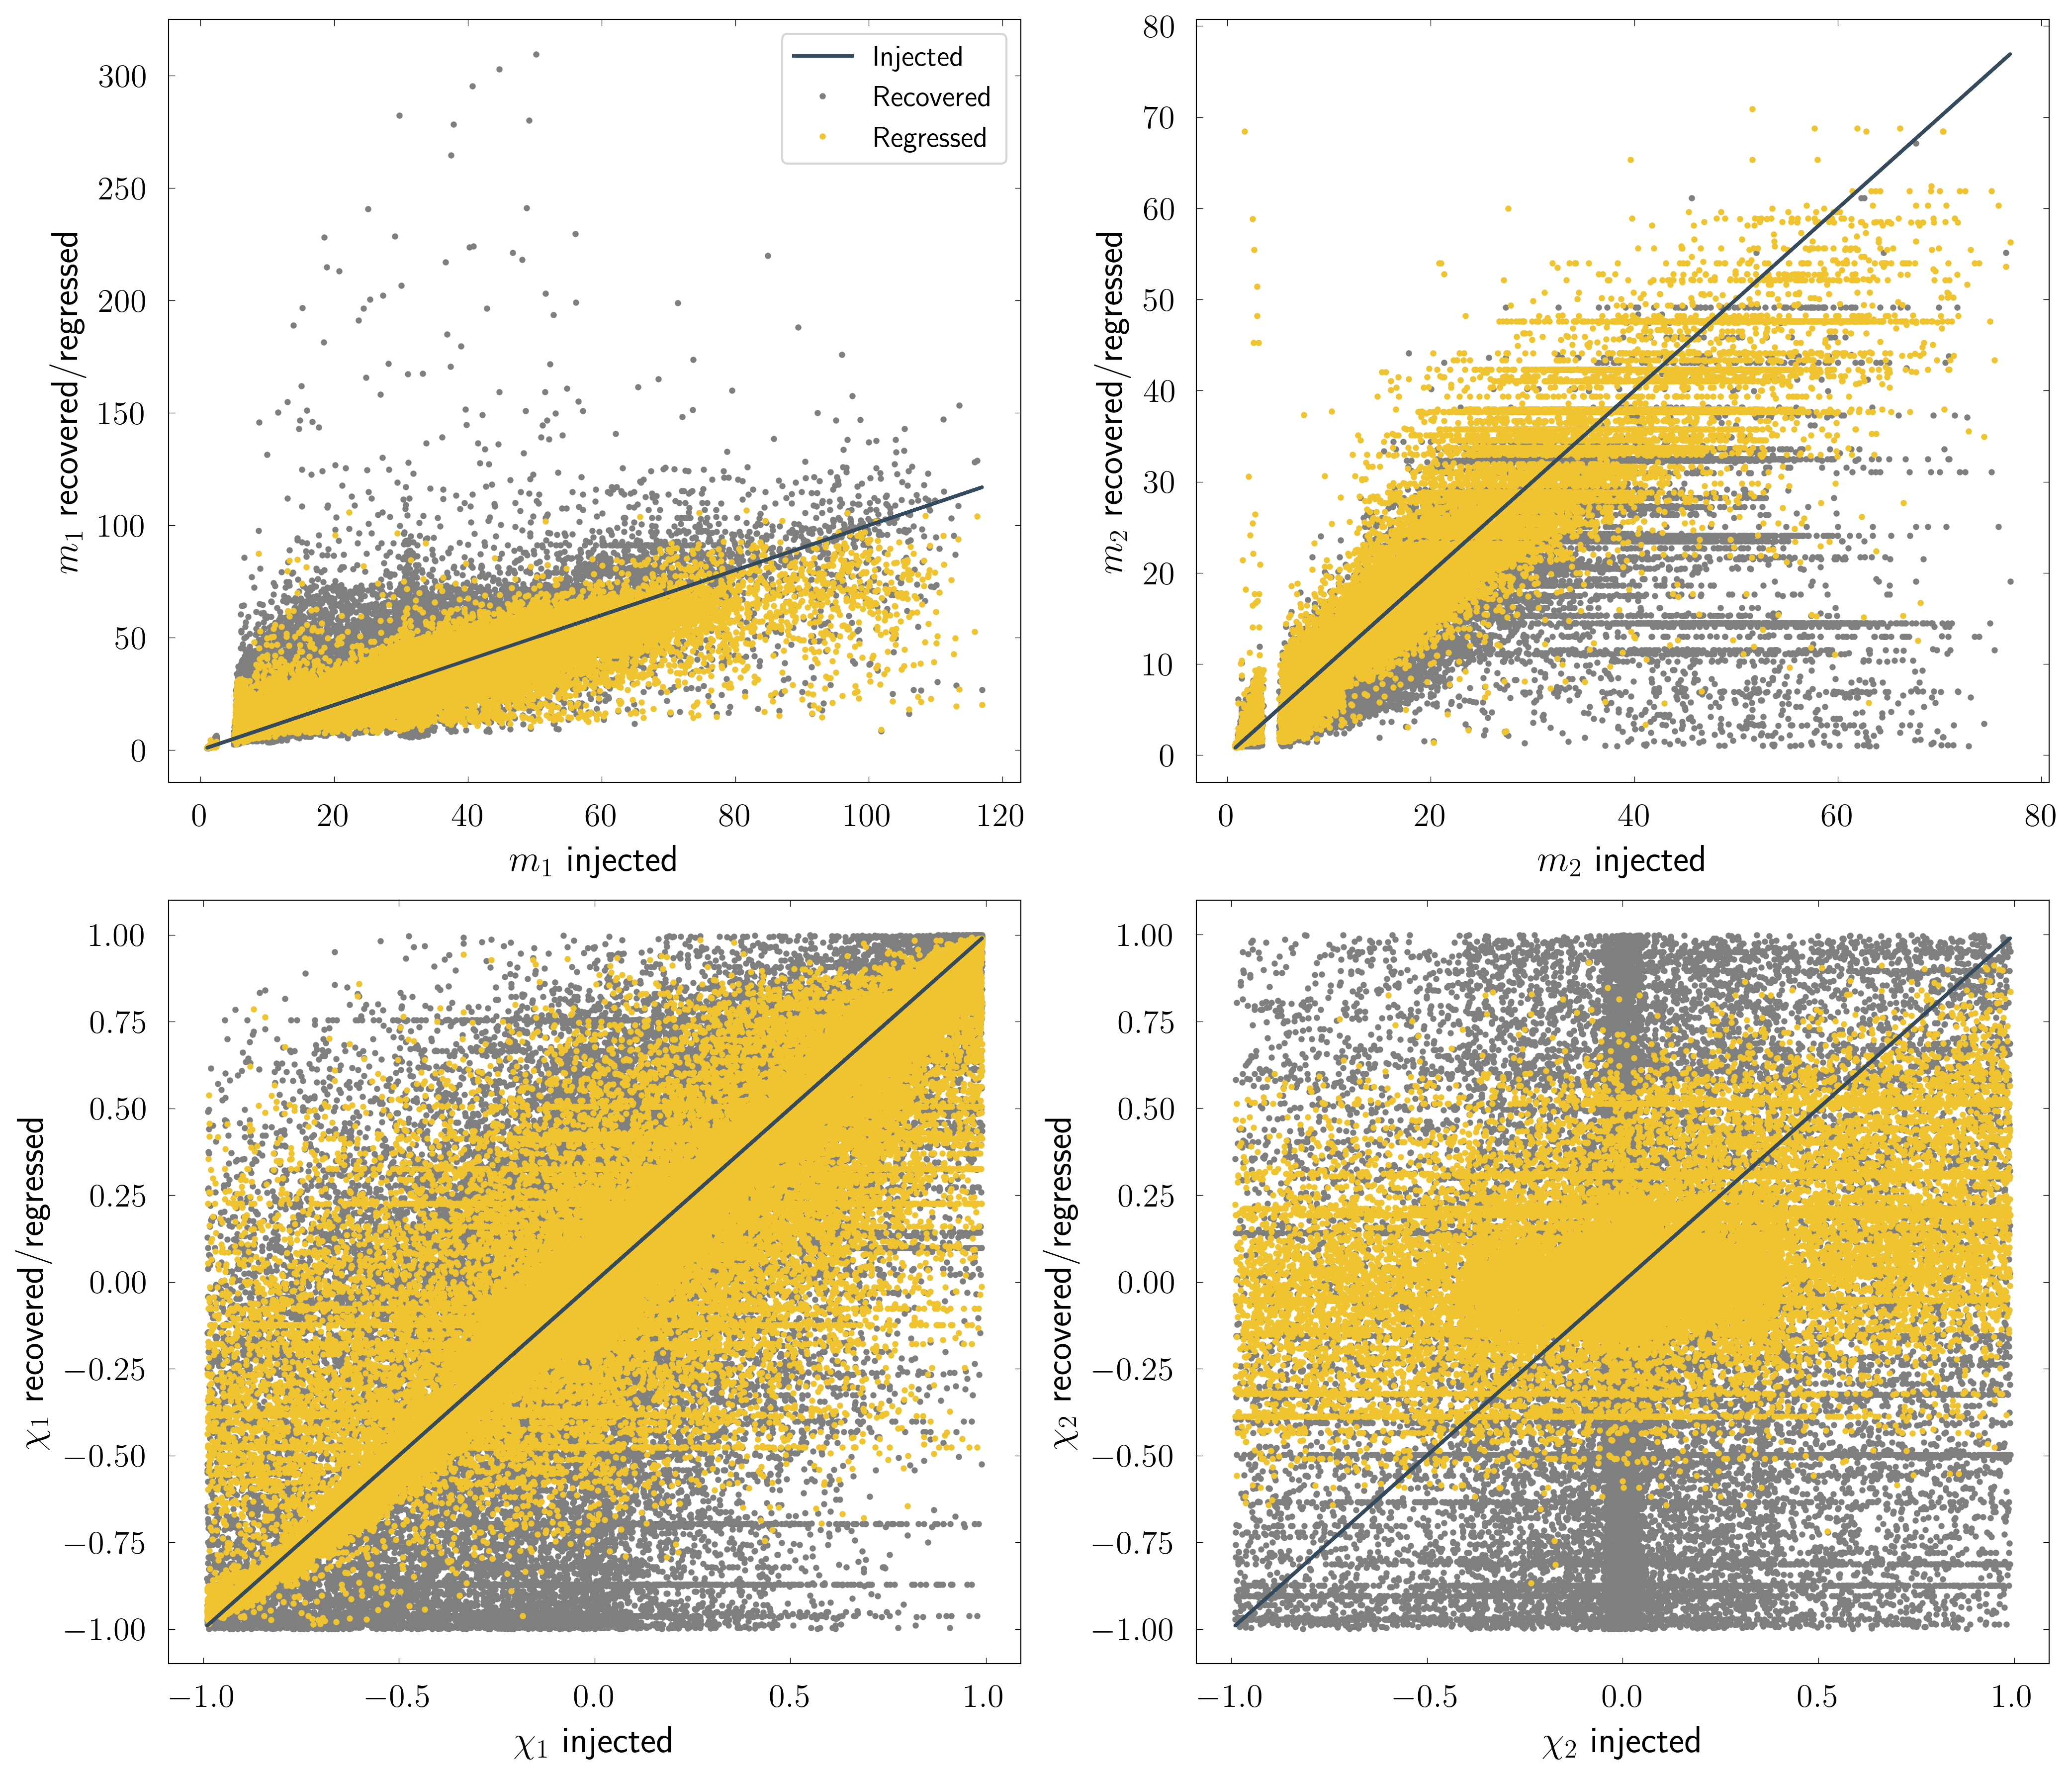 m₁ recovered/regressed
300
250
200
150
100
50
0
Injected
Recovered
Regressed
0 20 40 60 80 100 120
m₁ injected
m₂ recovered/regressed
80
70
60
50
40
30
20
10
0
0 20 40 60 80
m₂ injected
χ₁ recovered/regressed
1.00
0.75
0.50
0.25
0.00
−0.25
−0.50
−0.75
−1.00
−1.0 −0.5 0.0 0.5 1.0
χ₁ injected
χ₂ recovered/regressed
1.00
0.75
0.50
0.25
0.00
−0.25
−0.50
−0.75
−1.00
−1.0 −0.5 0.0 0.5 1.0
χ₂ injected